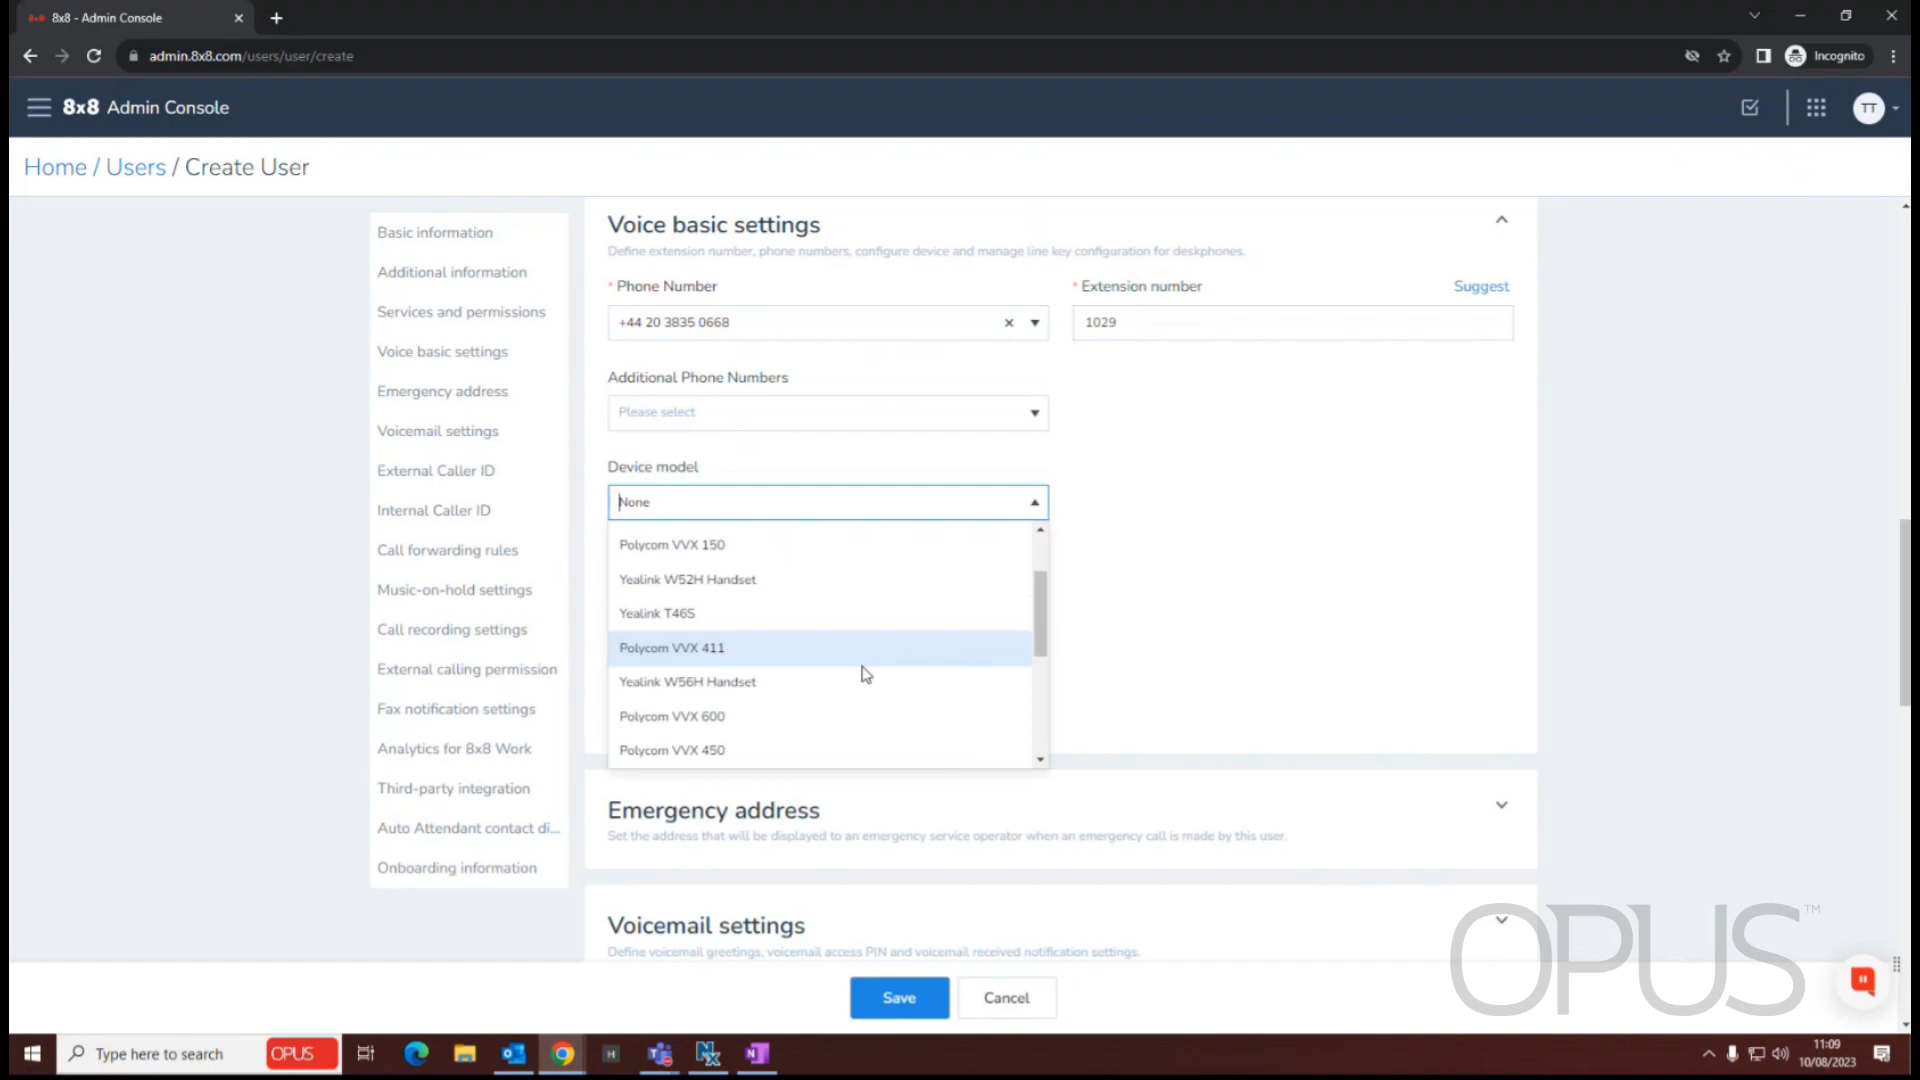 8x8 - Admin Console
admin.8x8.com/users/user/create
Incognito
8x8 Admin Console
TT
Home / Users / Create User
Basic information
Additional information
Services and permissions
Voice basic settings
Emergency address
Voicemail settings
External Caller ID
Internal Caller ID
Call forwarding rules
Music-on-hold settings
Call recording settings
External calling permission
Fax notification settings
Analytics for 8x8 Work
Third-party integration
Auto Attendant contact di...
Onboarding information
Voice basic settings
Define extension number, phone numbers, configure device and manage line key configuration for deskphones.
* Phone Number
* Extension number
Suggest
+44 20 3835 0668
1029
Additional Phone Numbers
Please select
Device model
None
Polycom VVX 150
Yealink W52H Handset
Yealink T46S
Polycom VVX 411
Yealink W56H Handset
Polycom VVX 600
Polycom VVX 450
Emergency address
Set the address that will be displayed to an emergency service operator when an emergency call is made by this user.
Voicemail settings
Define voicemail greetings, voicemail access PIN and voicemail received notification settings.
OPUS™
Save
Cancel
Type here to search
OPUS
H
N
11:09
10/08/2023